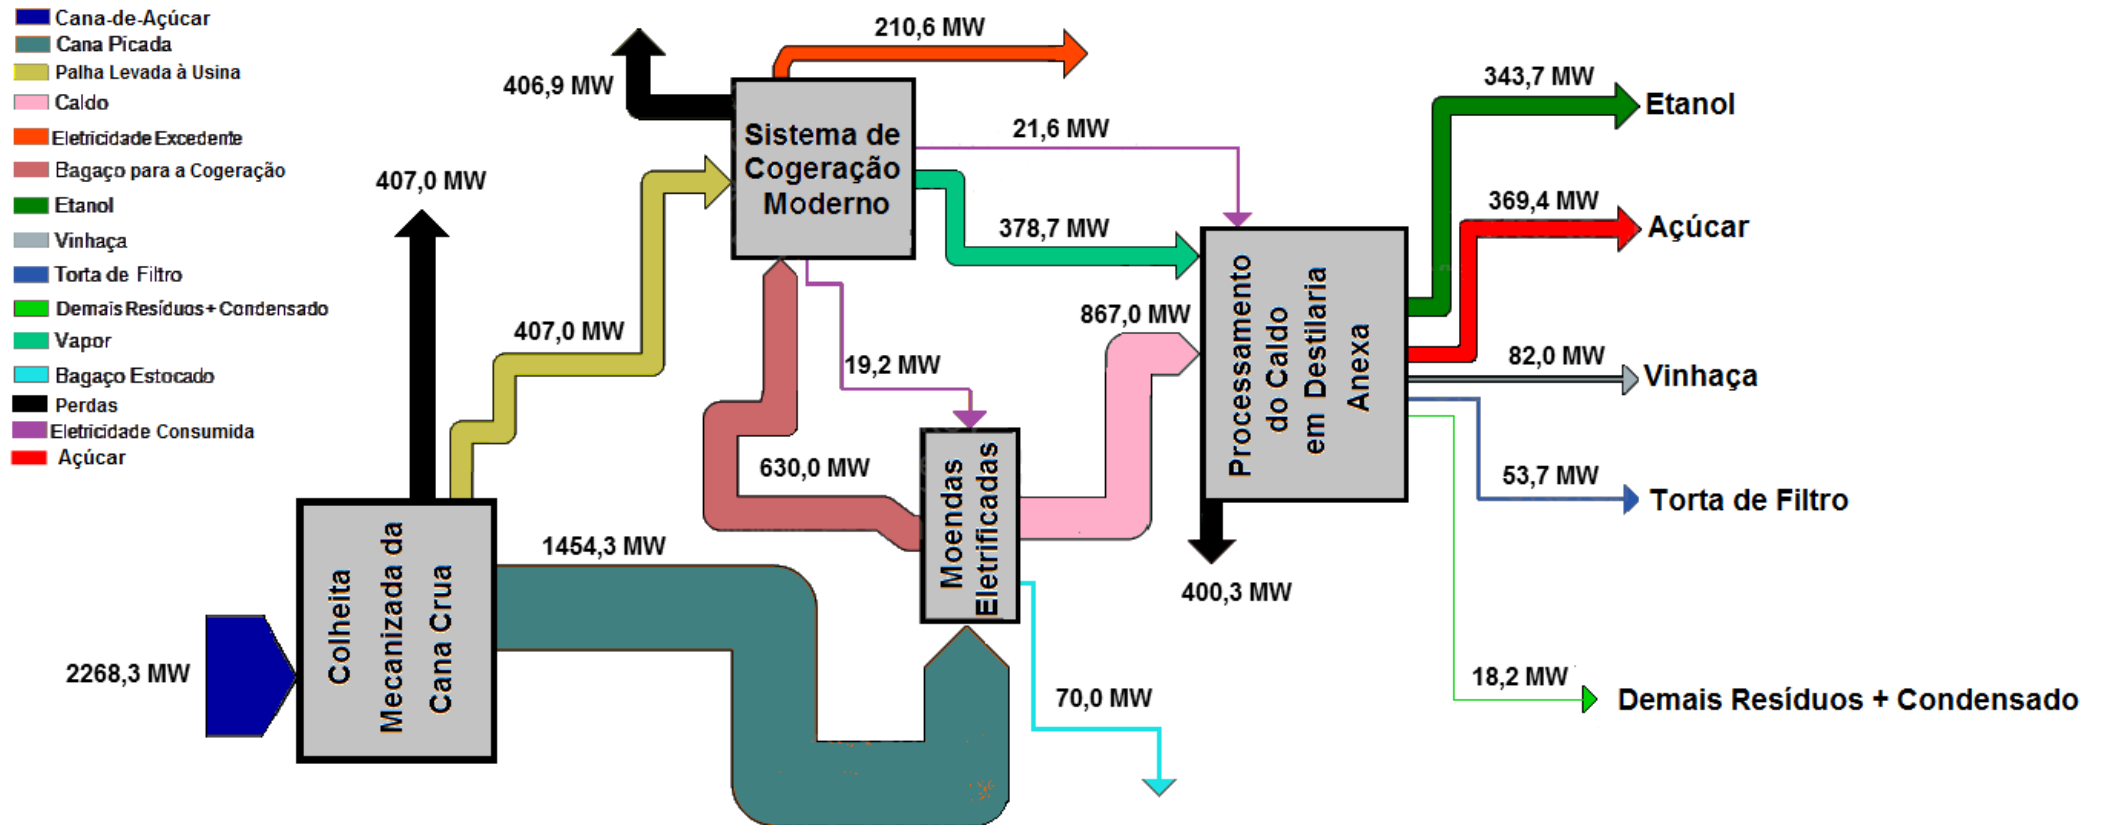 Cana-de-Açúcar
Cana Picada
Palha Levada à Usina
Caldo
Eletricidade Excedente
Bagaço para a Cogeração
Etanol
Vinhaça
Torta de Filtro
Demais Resíduos + Condensado
Vapor
Bagaço Estocado
Perdas
Eletricidade Consumida
Açúcar
210,6 MW
406,9 MW
Sistema de
Cogeração
Moderno
21,6 MW
378,7 MW
407,0 MW
407,0 MW
19,2 MW
630,0 MW
867,0 MW
Moendas
Eletrificadas
1454,3 MW
Colheita
Mecanizada da
Cana Crua
2268,3 MW
70,0 MW
Processamento
do Caldo
em Destilaria
Anexa
400,3 MW
343,7 MW
Etanol
369,4 MW
Açúcar
82,0 MW
Vinhaça
53,7 MW
Torta de Filtro
18,2 MW
Demais Resíduos + Condensado